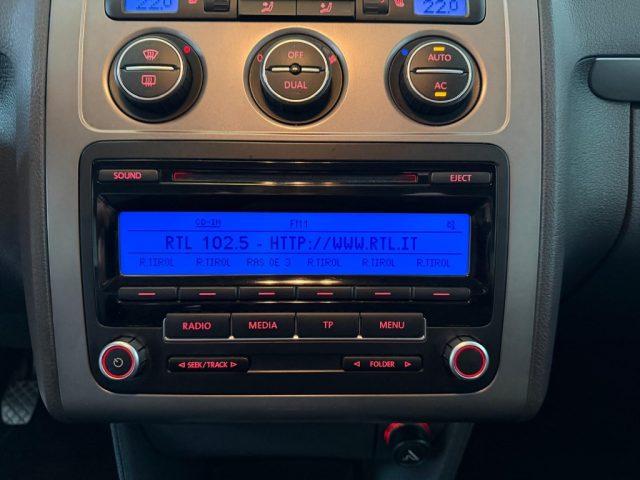 22.0 22.0
OFF
DUAL
AUTO
AC
SOUND EJECT
CD-IN FM1
RTL 102.5 - HTTP://WWW.RTL.IT
R.TIROL R.TIROL RAS OE 3 R.TIROL R.TIROL R.TIROL
RADIO MEDIA TP MENU
SEEK/TRACK FOLDER